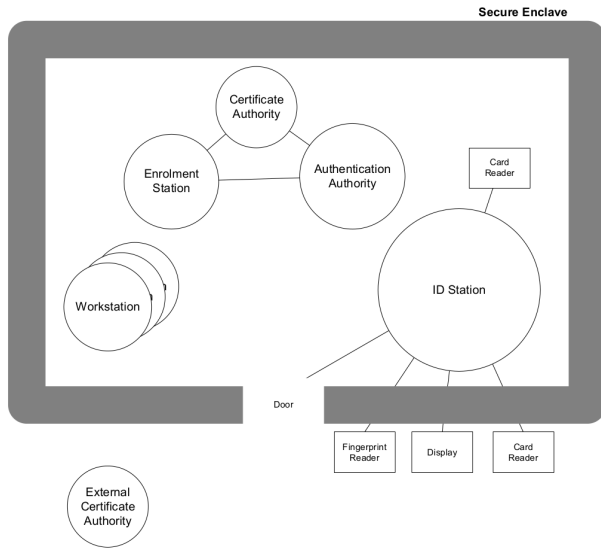 Secure Enclave
Certificate
Authority
Enrolment
Station
Authentication
Authority
Card
Reader
Workstation
ID Station
Door
Fingerprint
Reader
Display
Card
Reader
External
Certificate
Authority